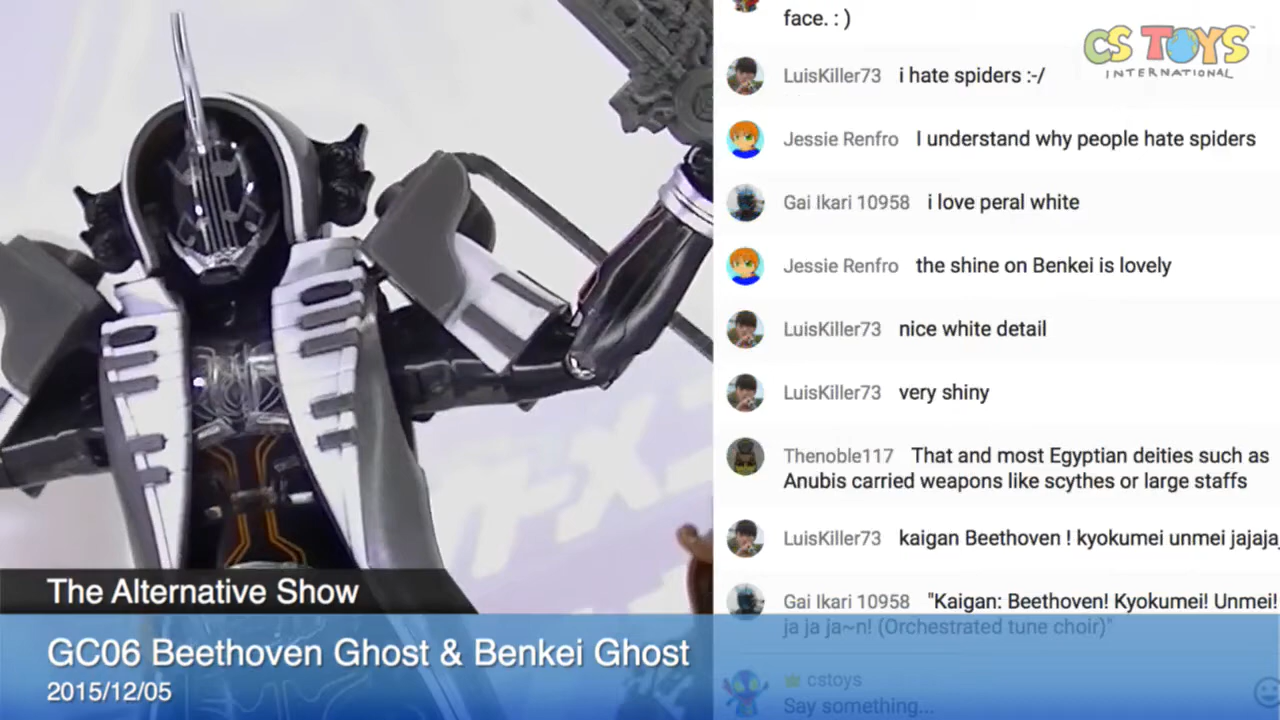 face. : )
CS TOYS
INTERNATIONAL
LuisKiller73 i hate spiders :-/
Jessie Renfro I understand why people hate spiders
Gai Ikari 10958 i love peral white
Jessie Renfro the shine on Benkei is lovely
LuisKiller73 nice white detail
LuisKiller73 very shiny
Thenoble117 That and most Egyptian deities such as
Anubis carried weapons like scythes or large staffs
LuisKiller73 kaigan Beethoven ! kyokumei unmei jajaja
Gai Ikari 10958 "Kaigan: Beethoven! Kyokumei! Unmei!
ja ja ja~n! (Orchestrated tune choir)"
cstoys
Say something...
The Alternative Show
GC06 Beethoven Ghost & Benkei Ghost
2015/12/05